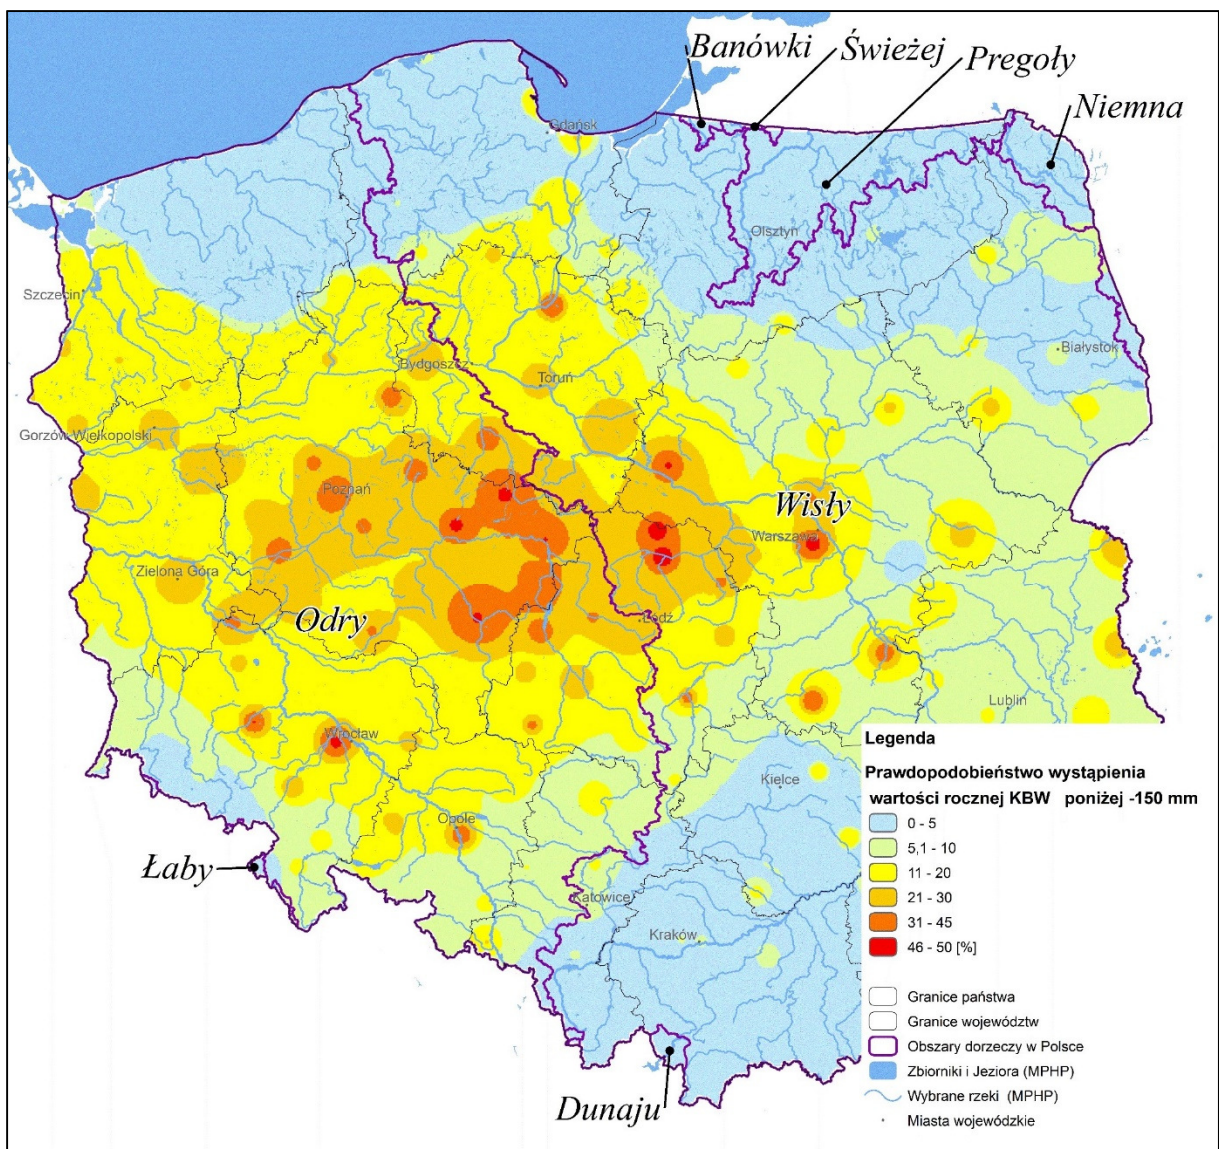 Banówki
Świeżej
Pregoły
Niemna
Gdańsk
Olsztyn
Szczecin
Białystok
Bydgoszcz
Toruń
Gorzów-Wielkopolski
Poznań
Wisły
Warszawa
Zielona Góra
Odry
Łódź
Lublin
Wrocław
Kielce
Opole
Łaby
Katowice
Kraków
Dunaju
Legenda
Prawdopodobieństwo wystąpienia
wartości rocznej KBW poniżej -150 mm
0 - 5
5,1 - 10
11 - 20
21 - 30
31 - 45
46 - 50 [%]
Granice państwa
Granice województw
Obszary dorzeczy w Polsce
Zbiorniki i Jeziora (MPHP)
Wybrane rzeki (MPHP)
Miasta wojewódzkie